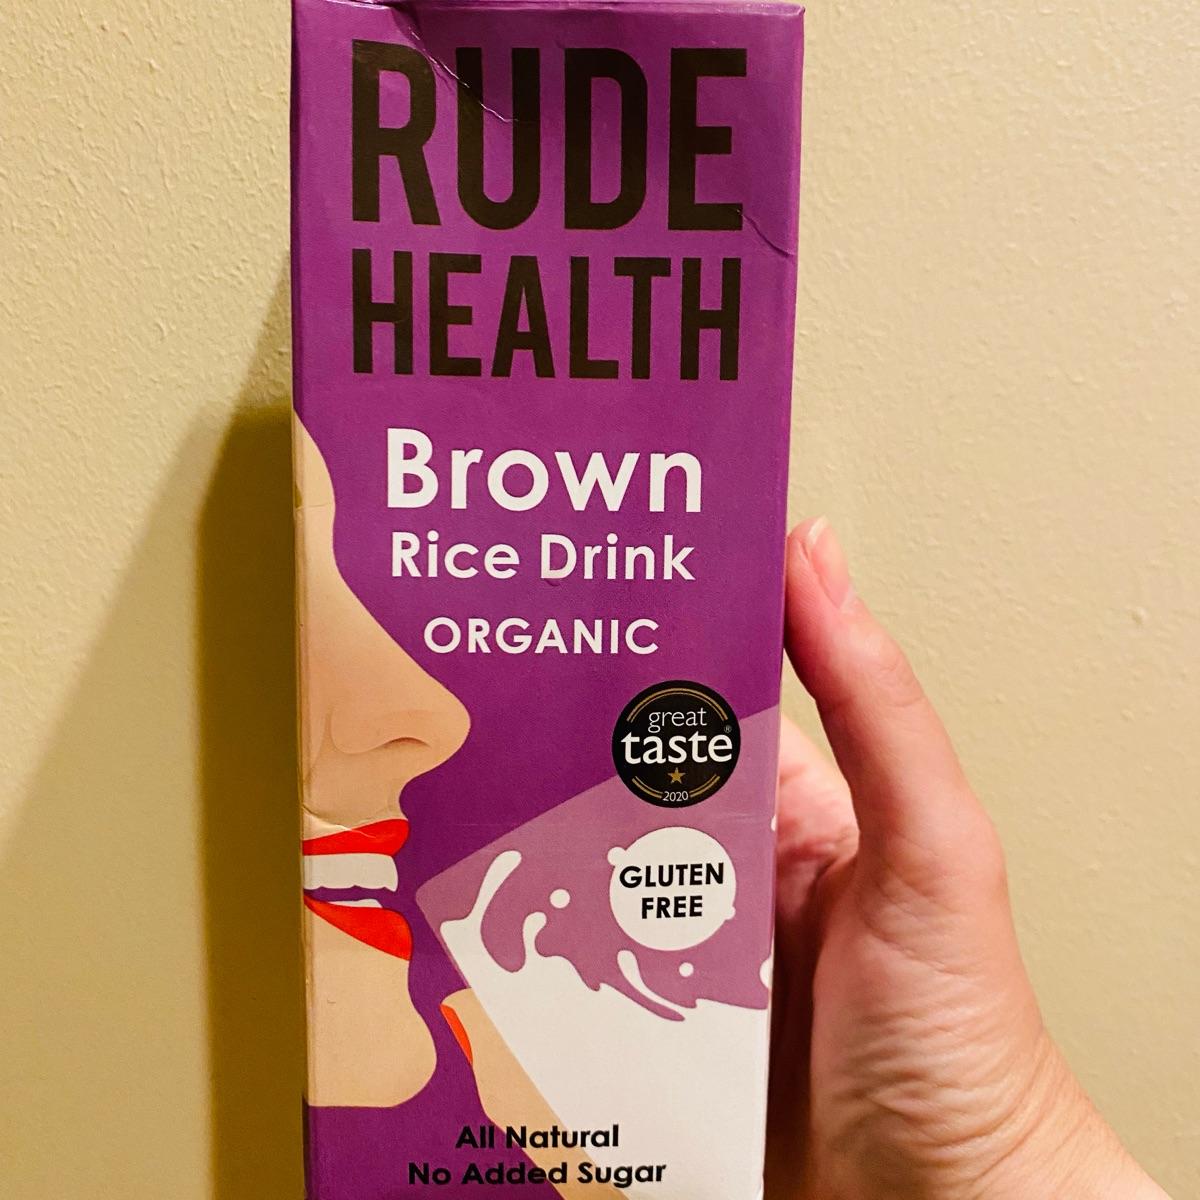 RUDE
HEALTH
Brown
Rice Drink
ORGANIC
great
taste®
2020
GLUTEN
FREE
All Natural
No Added Sugar